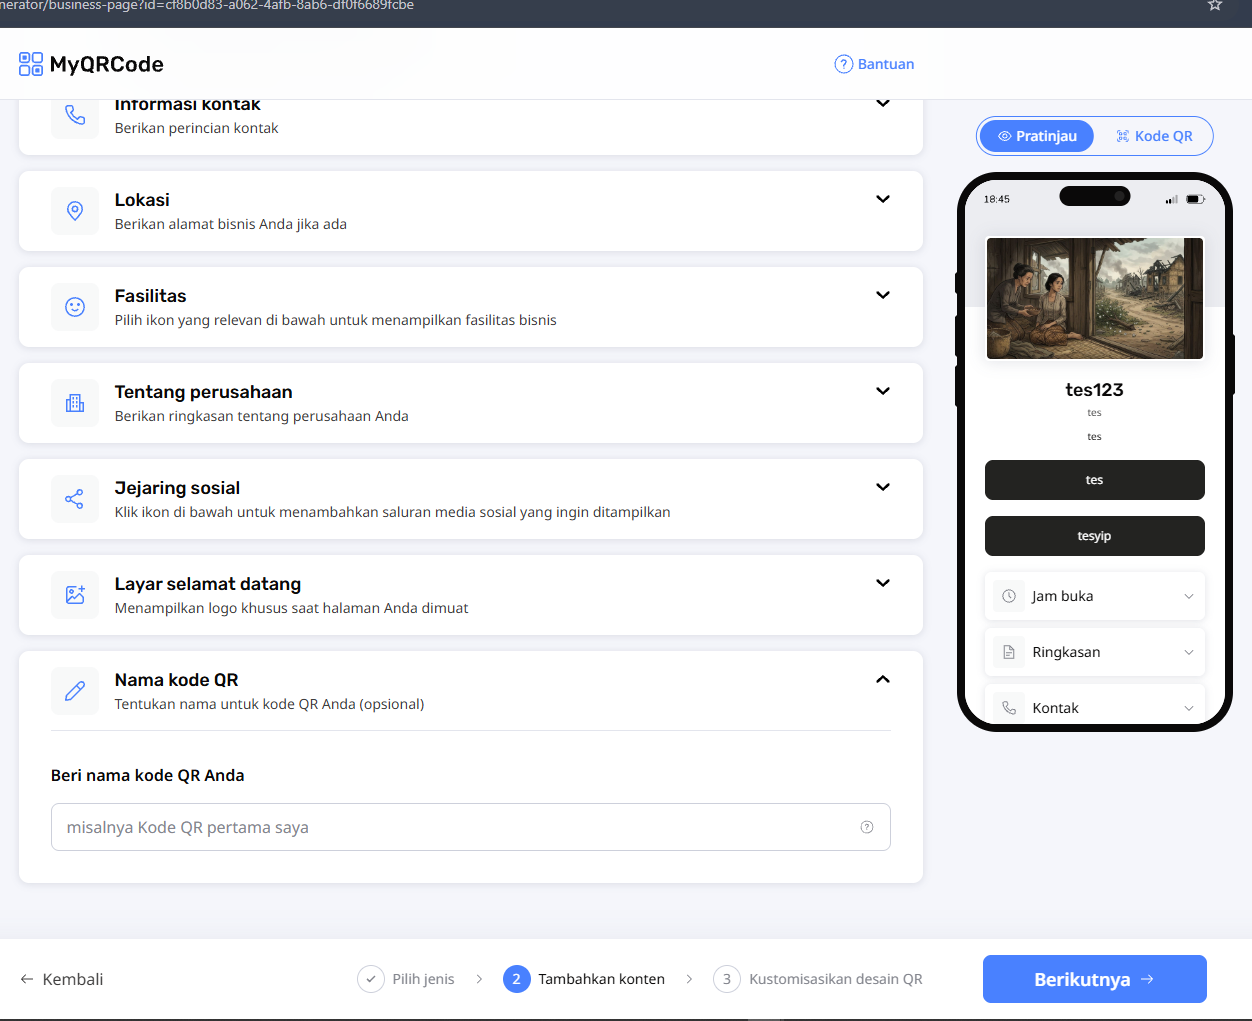 nerator/business-page?id=cf8b0d83-a062-4afb-8ab6-df0f6689fcbe
MyQRCode
Bantuan
Informasi kontak
Berikan perincian kontak
Lokasi
Berikan alamat bisnis Anda jika ada
Fasilitas
Pilih ikon yang relevan di bawah untuk menampilkan fasilitas bisnis
Tentang perusahaan
Berikan ringkasan tentang perusahaan Anda
Jejaring sosial
Klik ikon di bawah untuk menambahkan saluran media sosial yang ingin ditampilkan
Layar selamat datang
Menampilkan logo khusus saat halaman Anda dimuat
Nama kode QR
Tentukan nama untuk kode QR Anda (opsional)
Beri nama kode QR Anda
misalnya Kode QR pertama saya
Pratinjau
Kode QR
18:45
tes123
tes
tes
tes
tesyip
Jam buka
Ringkasan
Kontak
Kembali
Pilih jenis
2 Tambahkan konten
3 Kustomisasikan desain QR
Berikutnya